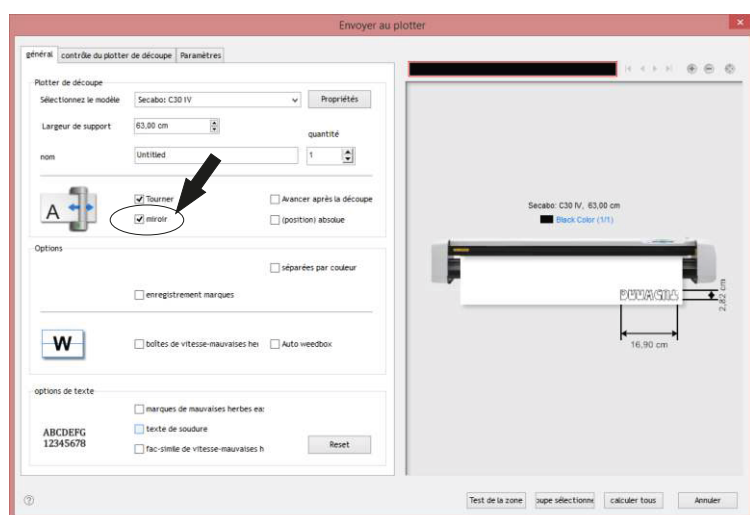 Envoyer au plotter
général contrôle du plotter de découpe Paramètres
Plotter de découpe
Sélectionnez le modèle Secabo: C30 IV Propriétés
Largeur de support 63,00 cm
quantité
nom Untitled 1
A
Tourner Avancer après la découpe
miroir (position) absolue
Options
séparées par couleur
enregistrement marques
W
boîtes de vitesse-mauvaises her Auto weedbox
options de texte
marques de mauvaises herbes ea:
ABCDEFG
12345678
texte de soudure
fac-simile de vitesse-mauvaises h Reset
Secabo: C30 IV, 63,00 cm
Black Color (1/1)
2,82 cm
16,90 cm
Test de la zone oupe sélectionne calculer tous Annuler